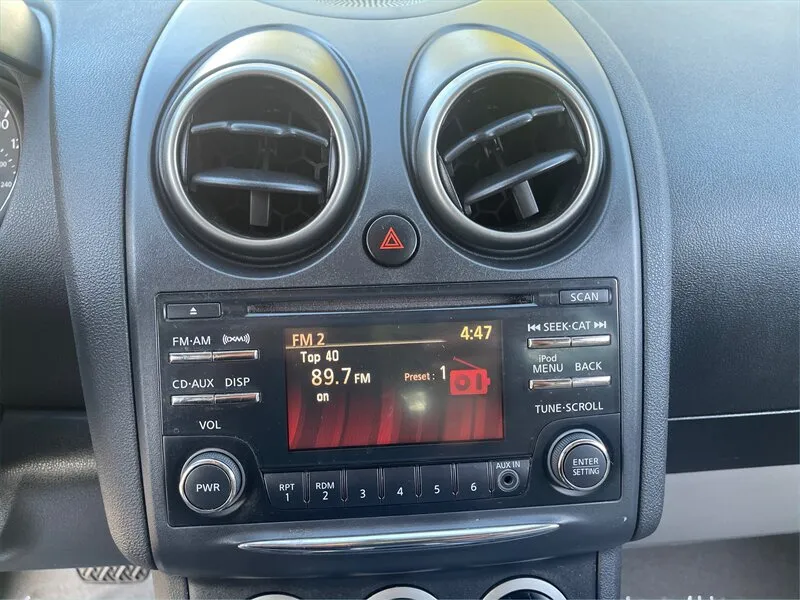 SCAN
FM·AM
(XM)
SEEK·CAT
FM 2
4:47
Top 40
89.7 FM
Preset : 1
on
iPod
MENU
BACK
CD·AUX
DISP
TUNE·SCROLL
VOL
PWR
RPT
1
RDM
2
3
4
5
6
AUX IN
ENTER
SETTING
240